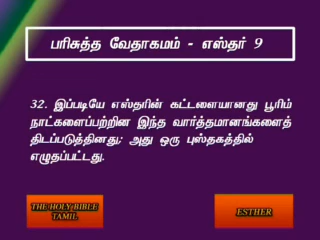 பரிசுத்த வேதாகமம் - எஸ்தர் 9
32. இப்படியே எஸ்தரின் கட்டளையானது பூரிம்
நாட்களைப்பற்றின இந்த வார்த்தமானங்களைத்
திடப்படுத்தினது; அது ஒரு புஸ்தகத்தில்
எழுதப்பட்டது.
THE HOLY BIBLE
TAMIL
ESTHER